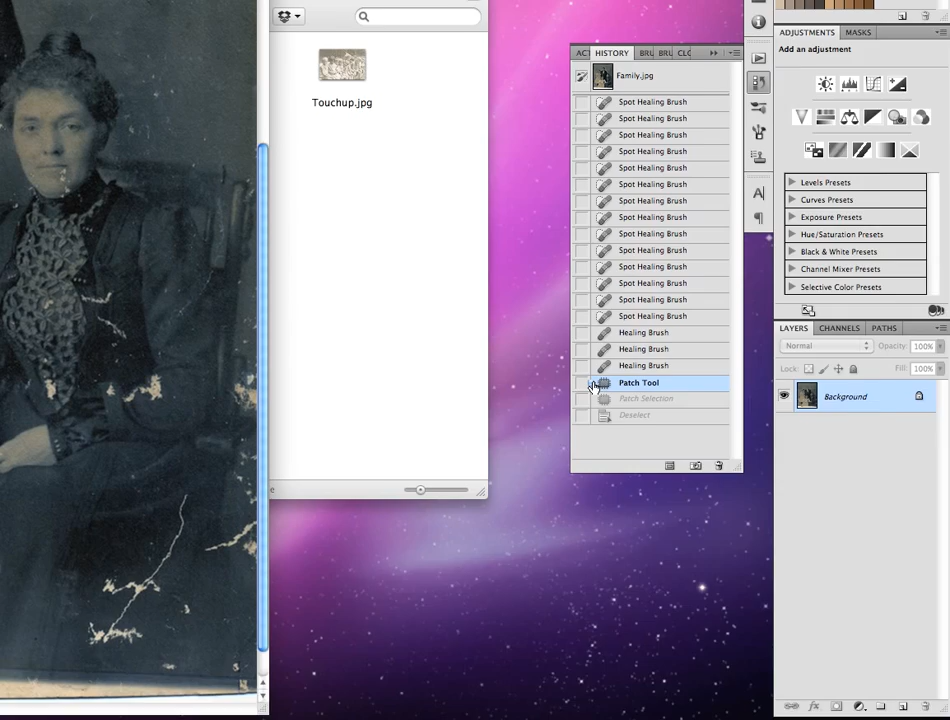 Touchup.jpg
e
AC
HISTORY
BRU
BRU
CLO
Family.jpg
Spot Healing Brush
Spot Healing Brush
Spot Healing Brush
Spot Healing Brush
Spot Healing Brush
Spot Healing Brush
Spot Healing Brush
Spot Healing Brush
Spot Healing Brush
Spot Healing Brush
Spot Healing Brush
Spot Healing Brush
Spot Healing Brush
Spot Healing Brush
Healing Brush
Healing Brush
Healing Brush
Patch Tool
Patch Selection
Deselect
A
ADJUSTMENTS MASKS
Add an adjustment
Levels Presets
Curves Presets
Exposure Presets
Hue/Saturation Presets
Black & White Presets
Channel Mixer Presets
Selective Color Presets
LAYERS CHANNELS PATHS
Normal Opacity: 100%
Lock: Fill: 100%
Background
fx